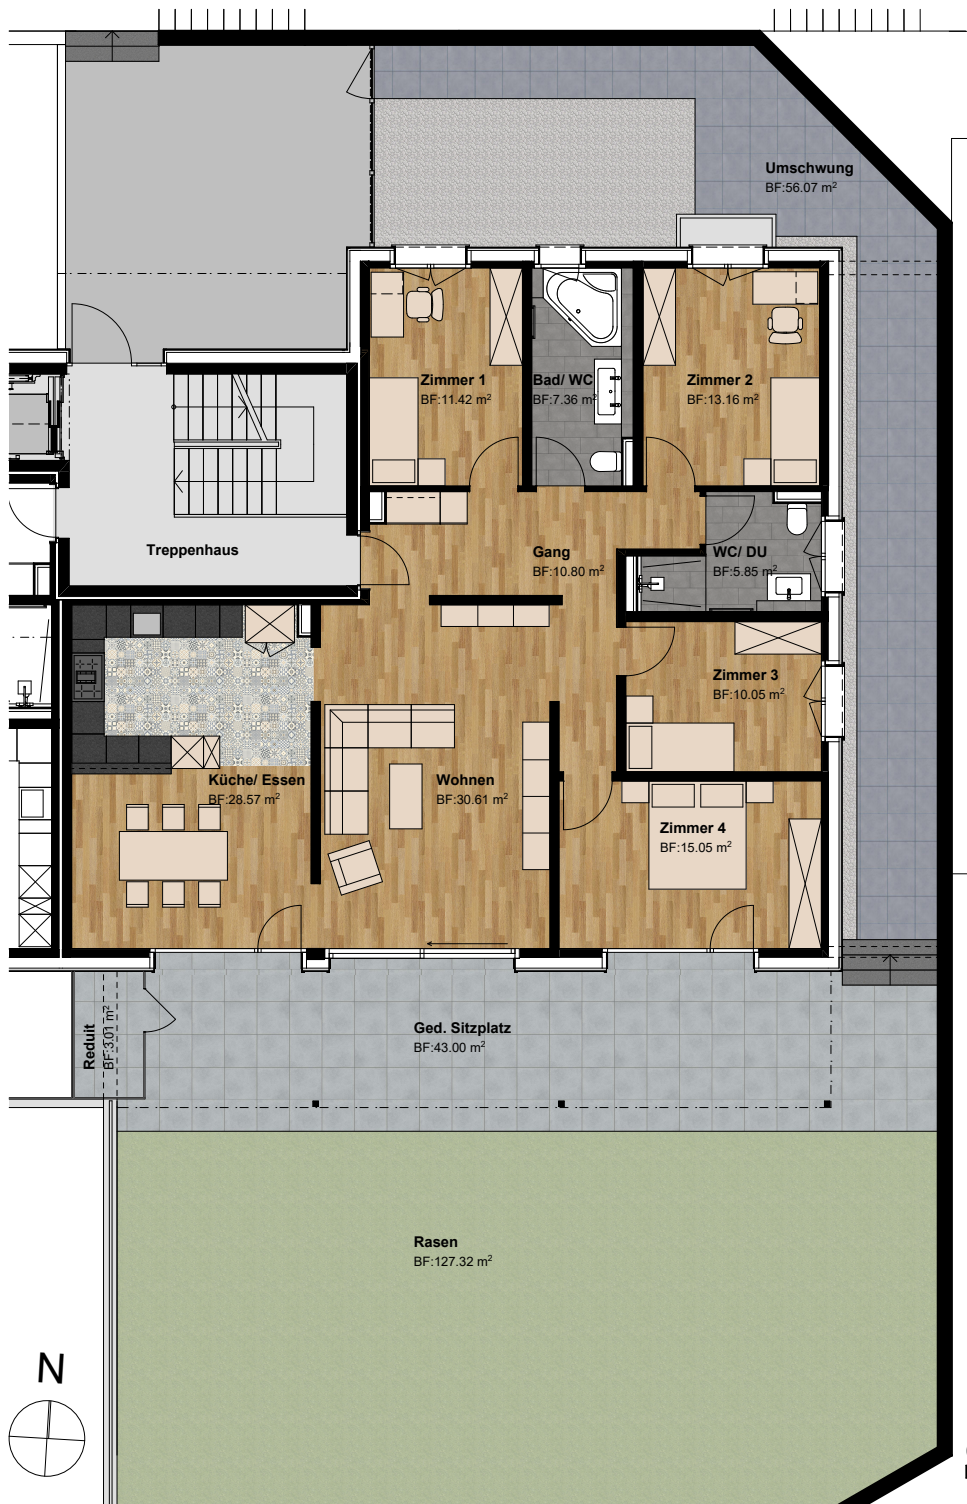 Umschwung
BF:56.07 m²
Zimmer 1
BF:11.42 m²
Bad/ WC
BF:7.36 m²
Zimmer 2
BF:13.16 m²
Treppenhaus
Gang
BF:10.80 m²
WC/ DU
BF:5.85 m²
Zimmer 3
BF:10.05 m²
Küche/ Essen
BF:28.57 m²
Wohnen
BF:30.61 m²
Zimmer 4
BF:15.05 m²
Reduit
BF:3.01 m²
Ged. Sitzplatz
BF:43.00 m²
Rasen
BF:127.32 m²
N